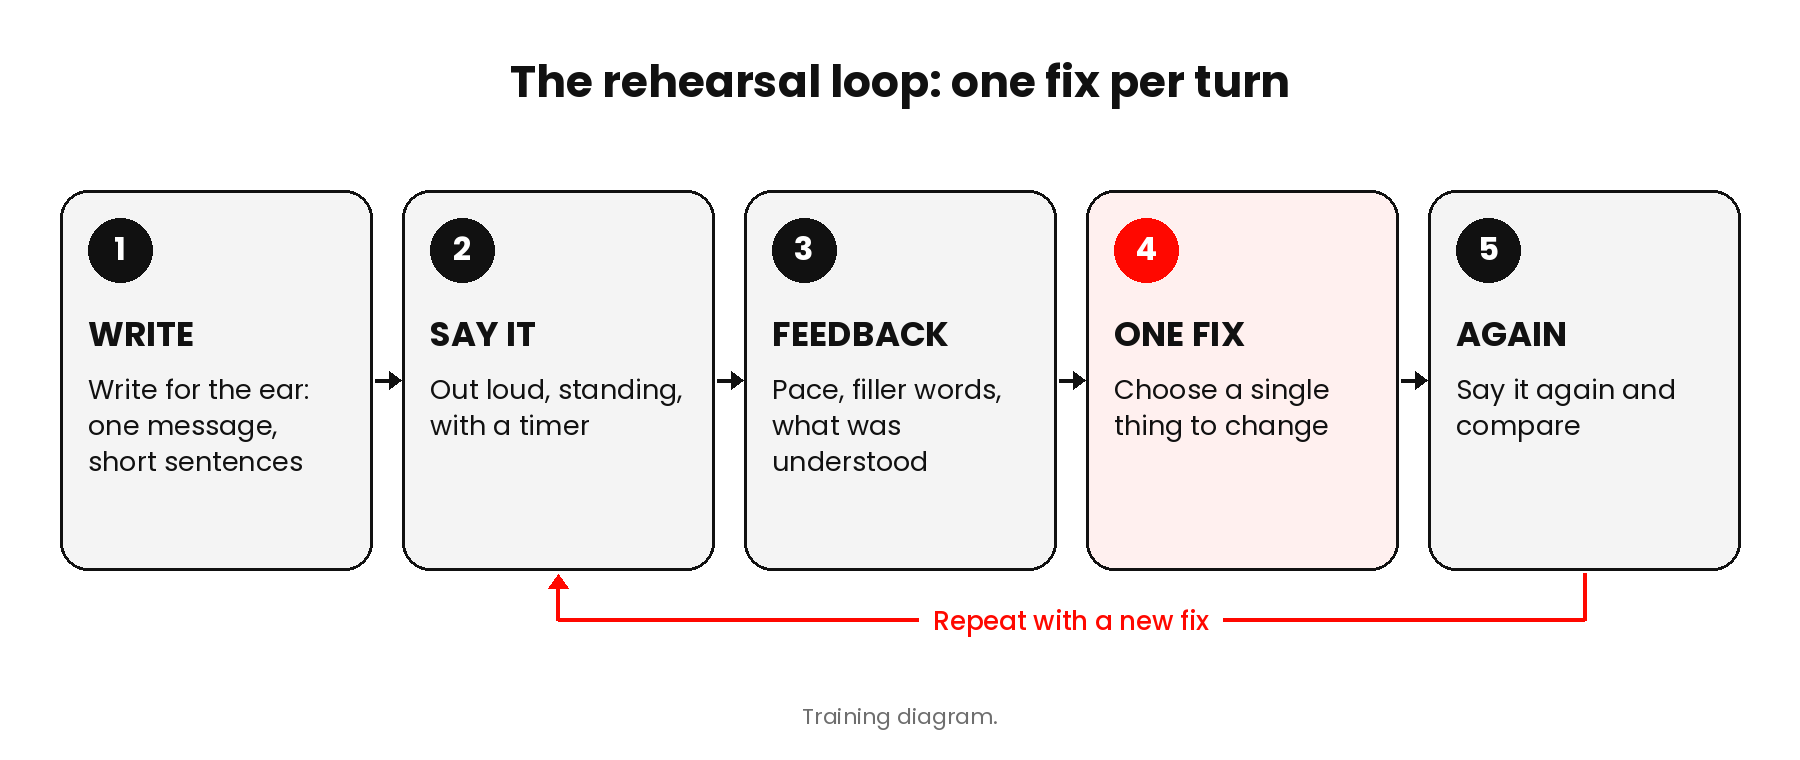 The rehearsal loop: one fix per turn
1
WRITE
Write for the ear:
one message,
short sentences
2
SAY IT
Out loud, standing,
with a timer
3
FEEDBACK
Pace, filler words,
what was
understood
4
ONE FIX
Choose a single
thing to change
5
AGAIN
Say it again and
compare
Repeat with a new fix
Training diagram.